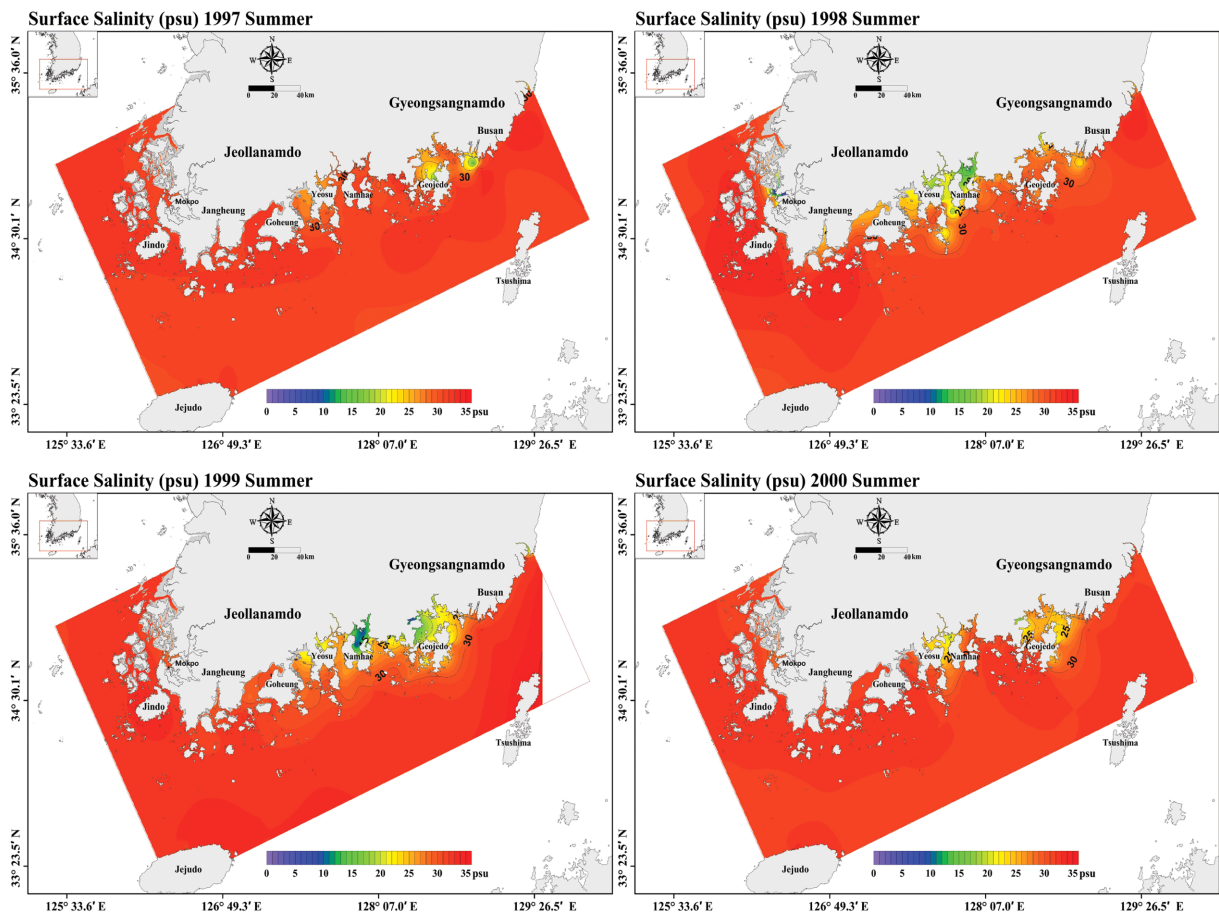 Surface Salinity (psu) 1997 Summer
35° 36.0′ N
34° 30.1′ N
33° 23.5′ N
N
W E
S
0 20 40 km
Gyeongsangnamdo
Busan
Jeollanamdo
Geojedo
Yeosu
Namhae
Mokpo
Jangheung
Goheung
Jindo
Tsushima
Jejudo
30
30
30
0 5 10 15 20 25 30 35 psu
125° 33.6′ E 126° 49.3′ E 128° 07.0′ E 129° 26.5′ E
Surface Salinity (psu) 1998 Summer
35° 36.0′ N
34° 30.1′ N
33° 23.5′ N
N
W E
S
0 20 40 km
Gyeongsangnamdo
Busan
Jeollanamdo
Geojedo
Yeosu
Namhae
Mokpo
Jangheung
Goheung
Jindo
Tsushima
Jejudo
30
25
30
0 5 10 15 20 25 30 35 psu
125° 33.6′ E 126° 49.3′ E 128° 07.0′ E 129° 26.5′ E
Surface Salinity (psu) 1999 Summer
35° 36.0′ N
34° 30.1′ N
33° 23.5′ N
N
W E
S
0 20 40 km
Gyeongsangnamdo
Busan
Jeollanamdo
Geojedo
Yeosu
Namhae
Mokpo
Jangheung
Goheung
Jindo
Tsushima
Jejudo
30
25
30
0 5 10 15 20 25 30 35 psu
125° 33.6′ E 126° 49.3′ E 128° 07.0′ E 129° 26.5′ E
Surface Salinity (psu) 2000 Summer
35° 36.0′ N
34° 30.1′ N
33° 23.5′ N
N
W E
S
0 20 40 km
Gyeongsangnamdo
Busan
Jeollanamdo
Geojedo
Yeosu
Namhae
Mokpo
Jangheung
Goheung
Jindo
Tsushima
Jejudo
25
25
30
0 5 10 15 20 25 30 35 psu
125° 33.6′ E 126° 49.3′ E 128° 07.0′ E 129° 26.5′ E